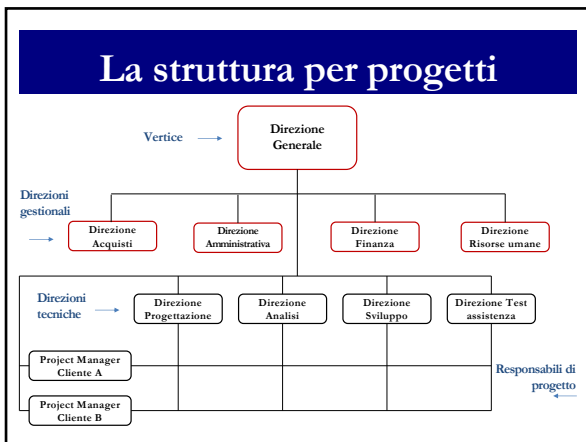 La struttura per progetti
Vertice
Direzione
Generale
Direzioni
gestionali
Direzione
Acquisti
Direzione
Amministrativa
Direzione
Finanza
Direzione
Risorse umane
Direzioni
tecniche
Direzione
Progettazione
Direzione
Analisi
Direzione
Sviluppo
Direzione Test
assistenza
Project Manager
Cliente A
Responsabili di
progetto
Project Manager
Cliente B